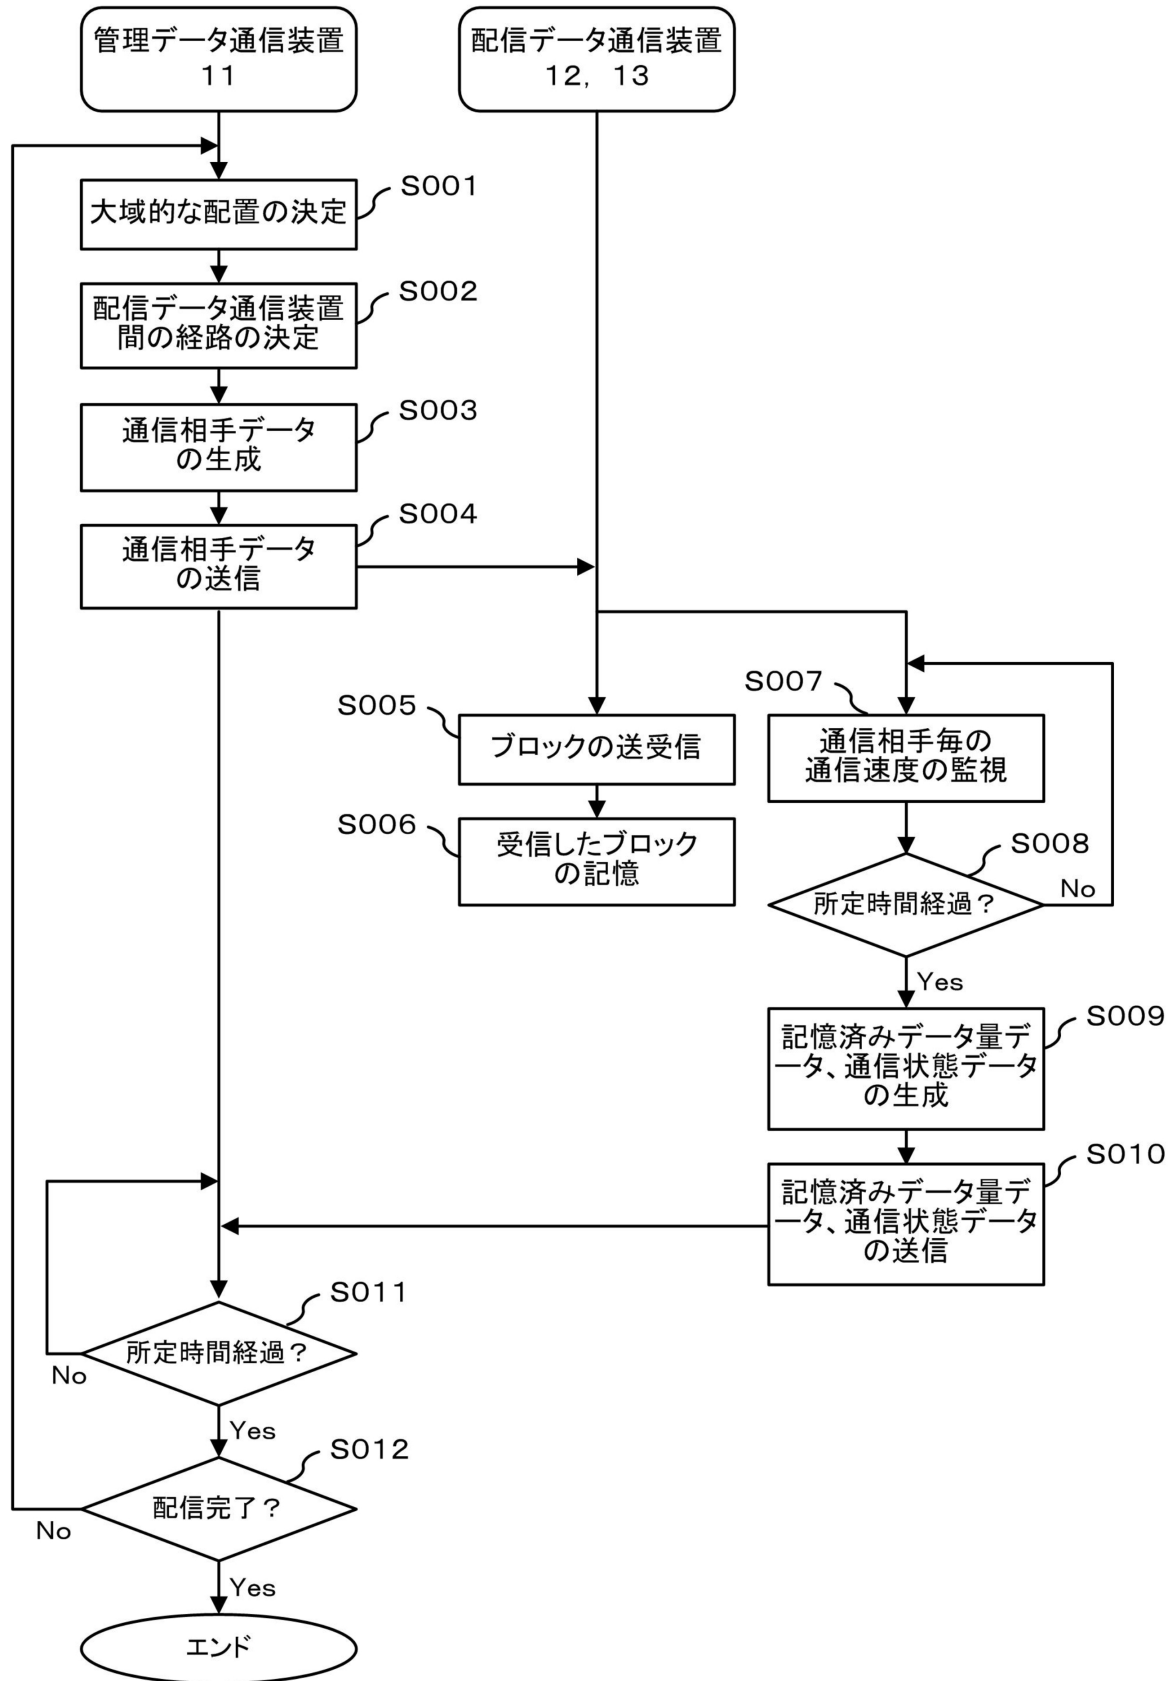 管理データ通信装置
11
配信データ通信装置
12, 13
大域的な配置の決定
S001
配信データ通信装置
間の経路の決定
S002
通信相手データ
の生成
S003
通信相手データ
の送信
S004
S005
ブロックの送受信
S006
受信したブロック
の記憶
S007
通信相手毎の
通信速度の監視
S008
所定時間経過?
No
Yes
記憶済みデータ量デ
ータ、通信状態データ
の生成
S009
記憶済みデータ量デ
ータ、通信状態データ
の送信
S010
S011
所定時間経過?
No
Yes
S012
配信完了?
No
Yes
エンド